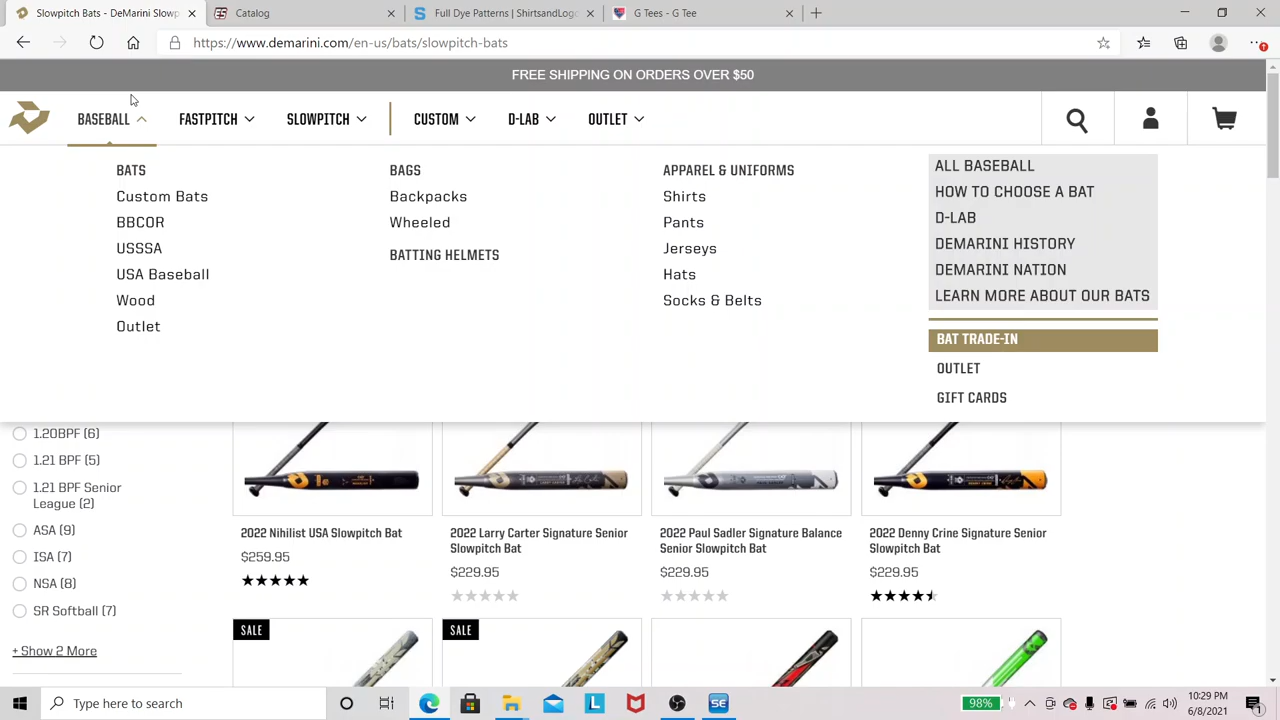 Slowpitch Bats - DeMarini Slowp
Catalog
Full Dye Patterns | ShirtsandLogo
G Tees - G Tee
https://www.demarini.com/en-us/bats/slowpitch-bats
FREE SHIPPING ON ORDERS OVER $50
BASEBALL
FASTPITCH
SLOWPITCH
CUSTOM
D-LAB
OUTLET
BATS
Custom Bats
BBCOR
USSSA
USA Baseball
Wood
Outlet
BAGS
Backpacks
Wheeled
BATTING HELMETS
APPAREL & UNIFORMS
Shirts
Pants
Jerseys
Hats
Socks & Belts
ALL BASEBALL
HOW TO CHOOSE A BAT
D-LAB
DEMARINI HISTORY
DEMARINI NATION
LEARN MORE ABOUT OUR BATS
BAT TRADE-IN
OUTLET
GIFT CARDS
1.20BPF (6)
1.21 BPF (5)
1.21 BPF Senior
League (2)
ASA (9)
ISA (7)
NSA (8)
SR Softball (7)
+ Show 2 More
2022 Nihilist USA Slowpitch Bat
$259.95
2022 Larry Carter Signature Senior
Slowpitch Bat
$229.95
2022 Paul Sadler Signature Balance
Senior Slowpitch Bat
$229.95
2022 Denny Crine Signature Senior
Slowpitch Bat
$229.95
SALE
SALE
Type here to search
L
SE
98%
10:29 PM
6/8/2021
1